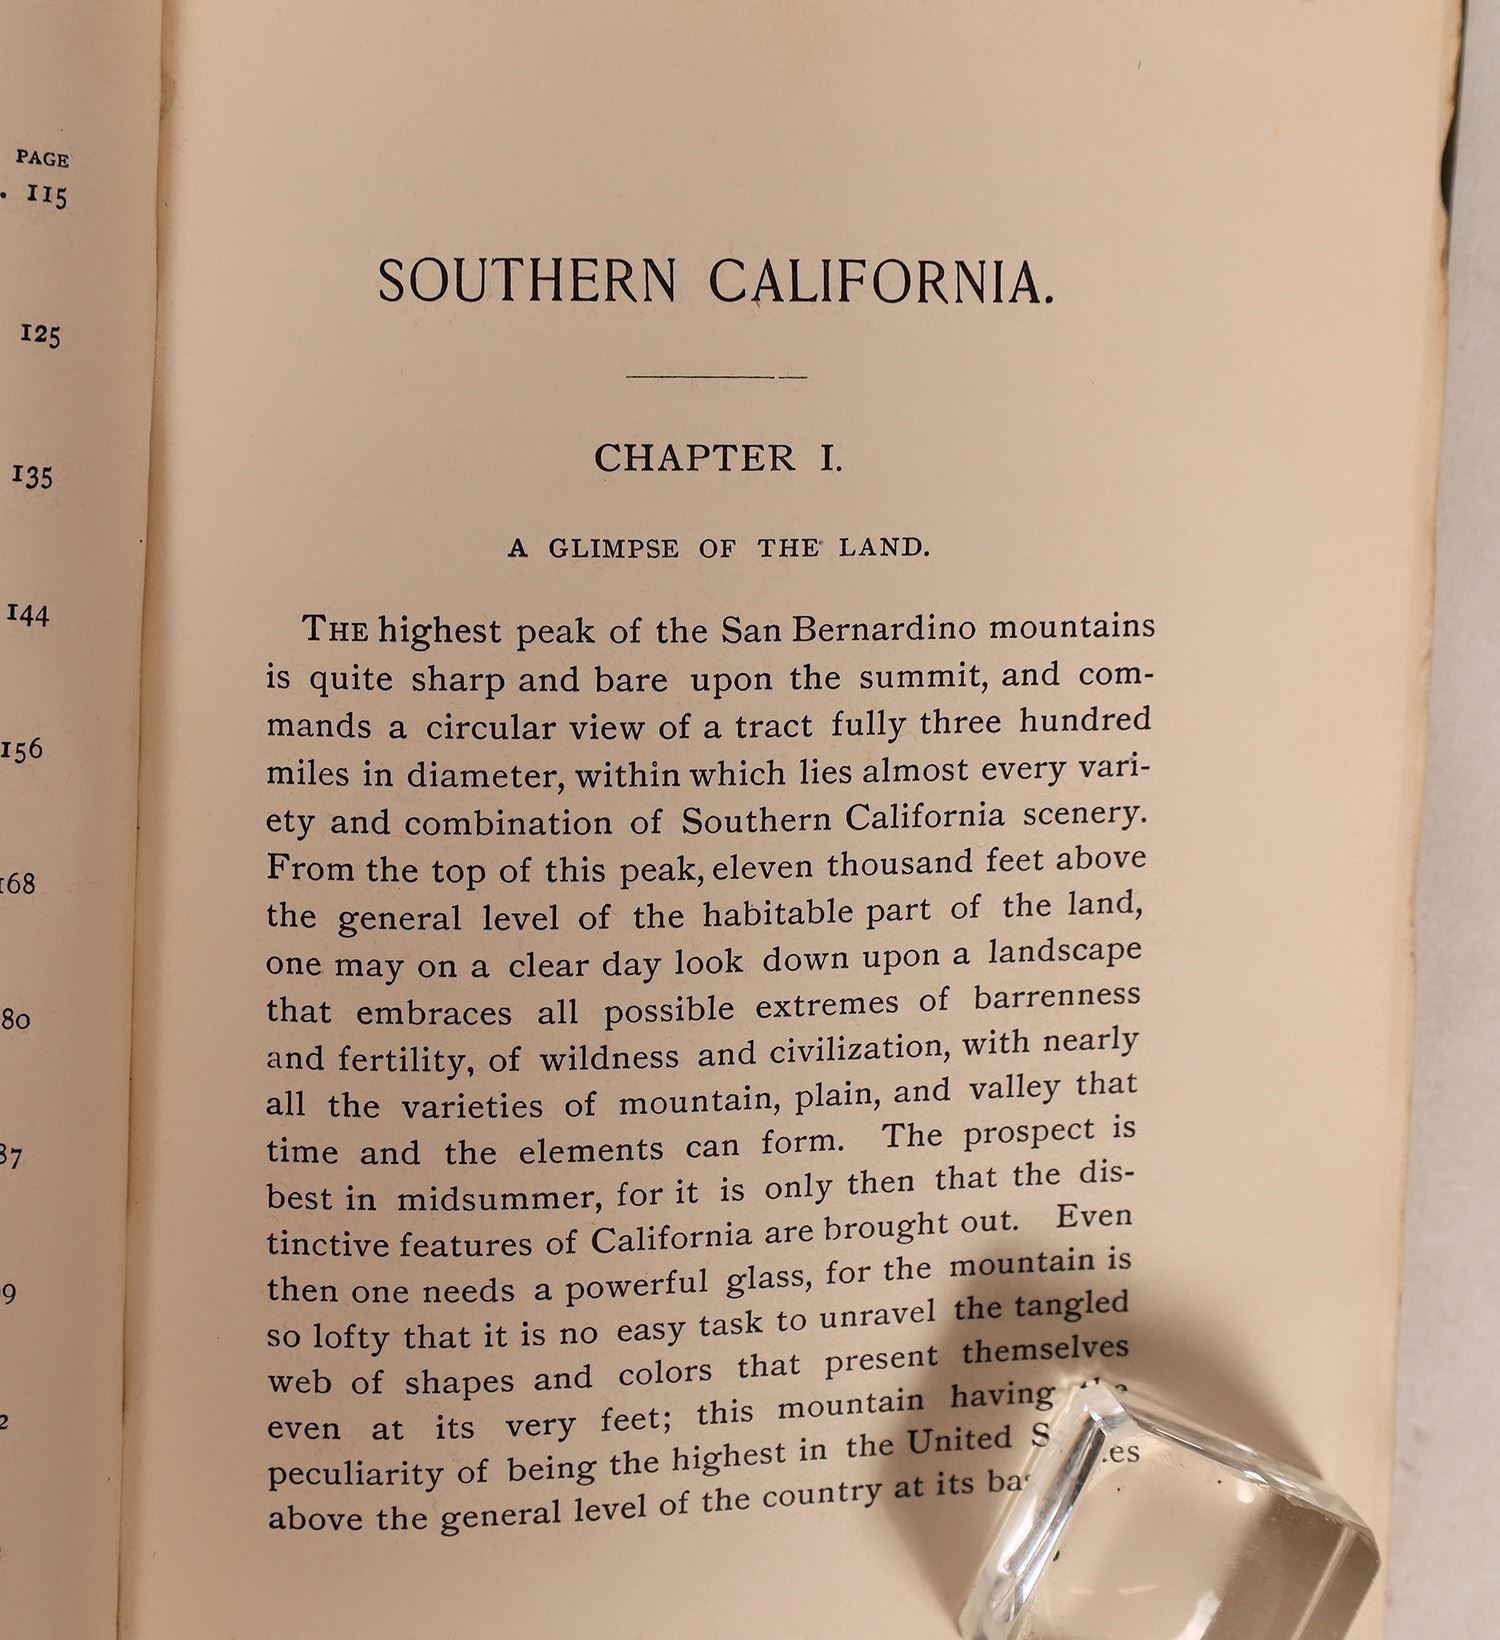 PAGE
. 115
125
135
144
156
168
80
87
9
2
SOUTHERN CALIFORNIA.
CHAPTER I.
A GLIMPSE OF THE LAND.
THE highest peak of the San Bernardino mountains
is quite sharp and bare upon the summit, and com-
mands a circular view of a tract fully three hundred
miles in diameter, within which lies almost every vari-
ety and combination of Southern California scenery.
From the top of this peak, eleven thousand feet above
the general level of the habitable part of the land,
one may on a clear day look down upon a landscape
that embraces all possible extremes of barrenness
and fertility, of wildness and civilization, with nearly
all the varieties of mountain, plain, and valley that
time and the elements can form. The prospect is
best in midsummer, for it is only then that the dis-
tinctive features of California are brought out. Even
then one needs a powerful glass, for the mountain is
so lofty that it is no easy task to unravel the tangled
web of shapes and colors that present themselves
even at its very feet; this mountain having
peculiarity of being the highest in the United
above the general level of the country at its